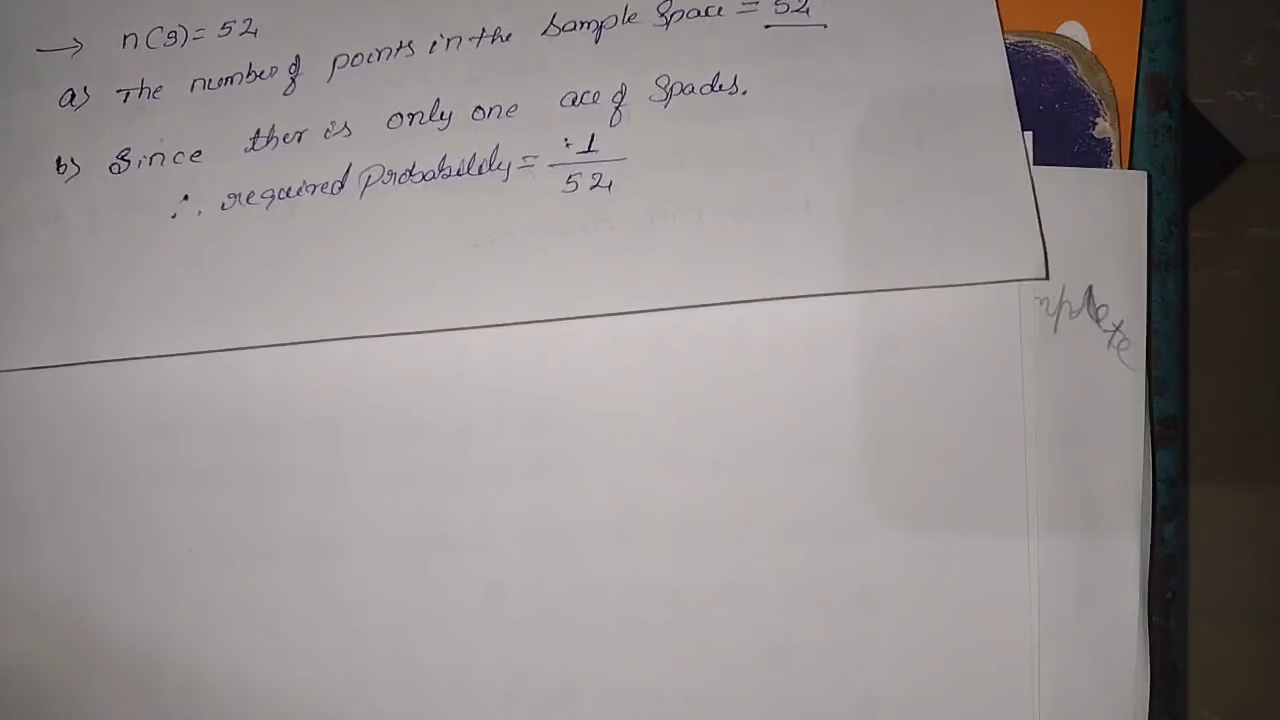 → n(S) = 52
a) The number of points in the Sample Space = 52
b) Since ther is only one ace of Spades.
∴ required Probability = 1/52